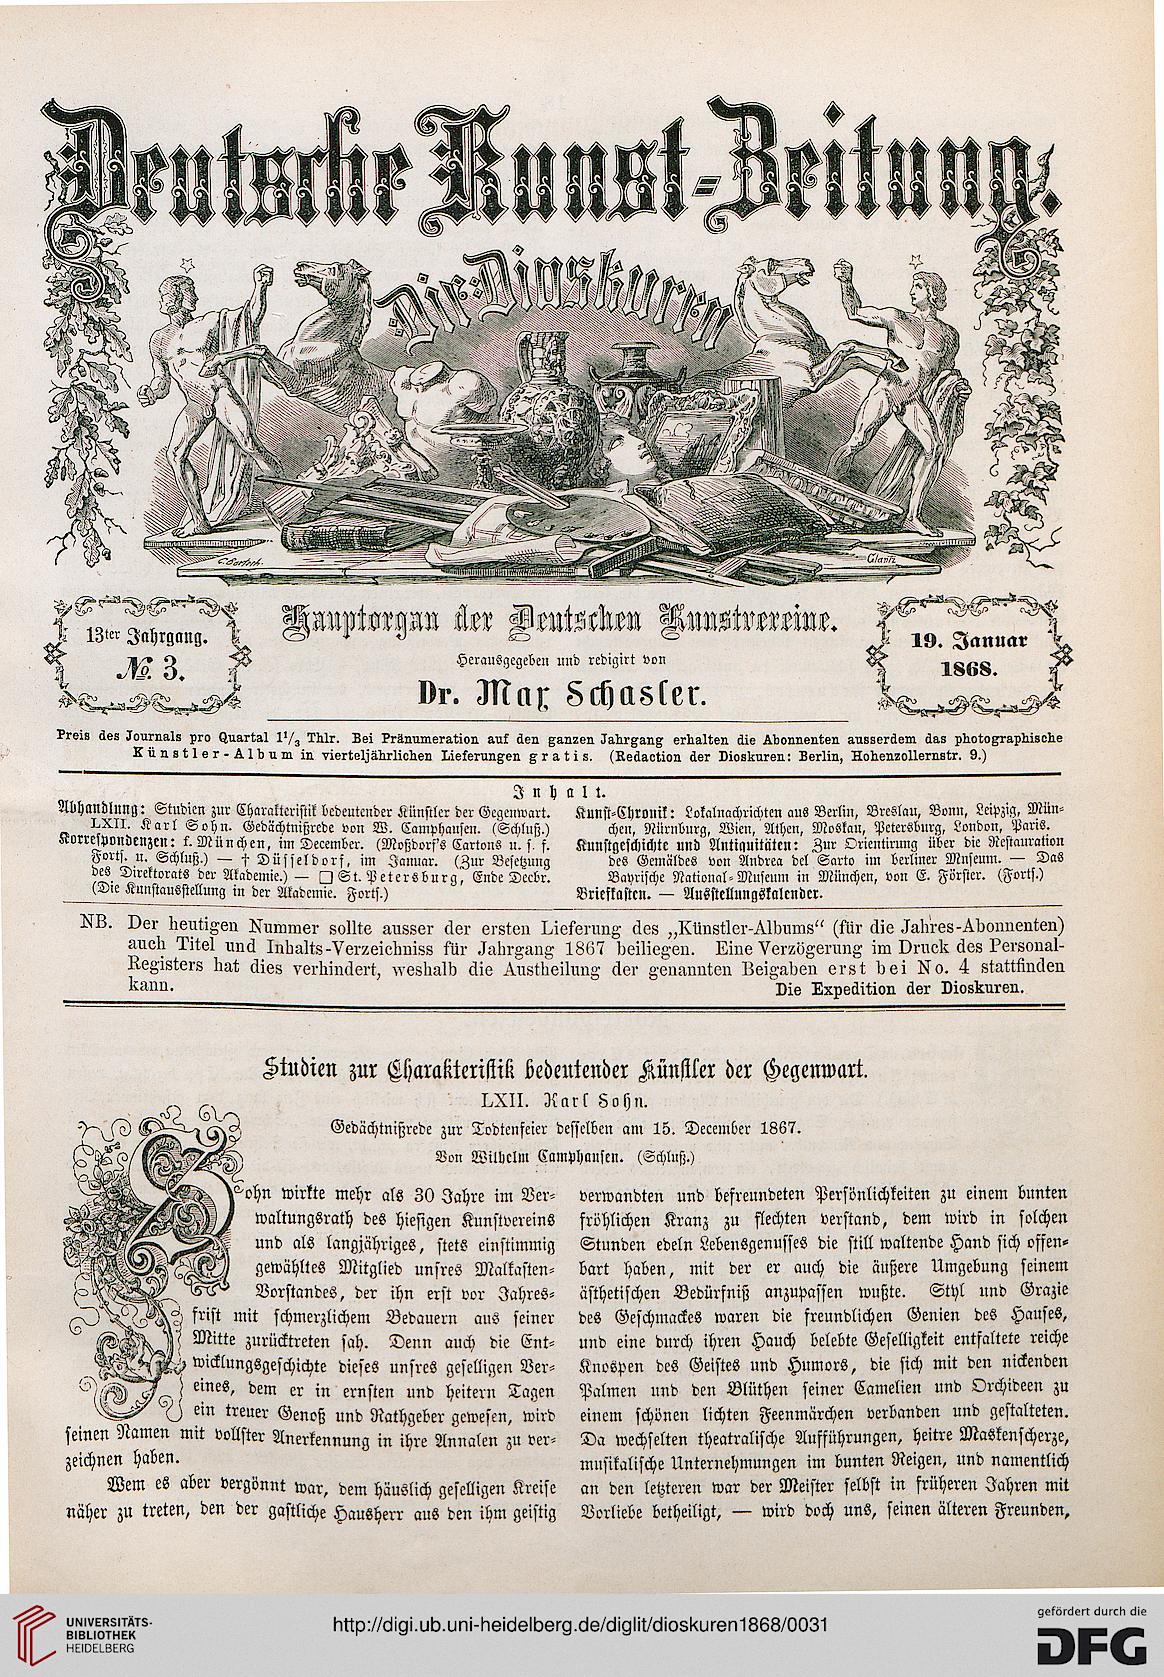 Deutsche Kunst-Zeitung.
Die Dioskuren
Glantz
13ter Jahrgang.
№. 3.
Hauptorgan der Deutschen Kunstvereine.
Herausgegeben und redigirt von
Dr. Max Schasler.
19. Januar
1868.
Preis des Journals pro Quartal 1⅓ Thlr. Bei Pränumeration auf den ganzen Jahrgang erhalten die Abonnenten ausserdem das photographische
Künstler-Album in vierteljährlichen Lieferungen gratis. (Redaction der Dioskuren: Berlin, Hohenzollernstr. 9.)
Inhalt.
Abhandlung: Studien zur Charakteristik bedeutender Künstler der Gegenwart.
LXII. Karl Sohn. Gedächtnißrede von W. Camphausen. (Schluß.)
Korrespondenzen: f. München, im December. (Moßdorf's Cartons u. s. f.
Forts. u. Schluß.) — † Düsseldorf, im Januar. (Zur Besetzung
des Direktorats der Akademie.) — □ St. Petersburg, Ende Decbr.
(Die Kunstausstellung in der Akademie. Forts.)
Kunst-Chronik: Lokalnachrichten aus Berlin, Breslau, Bonn, Leipzig, Mün-
chen, Nürnburg, Wien, Athen, Moskau, Petersburg, London, Paris.
Kunstgeschichte und Antiquitäten: Zur Orientirung über die Restauration
des Gemäldes von Andrea del Sarto im berliner Museum. — Das
Bayrische National-Museum in München, von E. Förster. (Forts.)
Briefkasten. — Ausstellungskalender.
NB. Der heutigen Nummer sollte ausser der ersten Lieferung des „Künstler-Albums“ (für die Jahres-Abonnenten)
auch Titel und Inhalts-Verzeichniss für Jahrgang 1867 beiliegen. Eine Verzögerung im Druck des Personal-
Registers hat dies verhindert, weshalb die Austheilung der genannten Beigaben erst bei No. 4 stattfinden
kann. Die Expedition der Dioskuren.
Studien zur Charakteristik bedeutender Künstler der Gegenwart.
LXII. Karl Sohn.
Gedächtnißrede zur Todtenfeier desselben am 15. December 1867.
Von Wilhelm Camphausen. (Schluß.)
Sohn wirkte mehr als 30 Jahre im Ver-
waltungsrath des hiesigen Kunstvereins
und als langjähriges, stets einstimmig
gewähltes Mitglied unsres Malkasten-
Vorstandes, der ihn erst vor Jahres-
frist mit schmerzlichem Bedauern aus seiner
Mitte zurücktreten sah. Denn auch die Ent-
wicklungsgeschichte dieses unsres geselligen Ver-
eines, dem er in ernsten und heitern Tagen
ein treuer Genoß und Rathgeber gewesen, wird
seinen Namen mit vollster Anerkennung in ihre Annalen zu ver-
zeichnen haben.
Wem es aber vergönnt war, dem häuslich geselligen Kreise
näher zu treten, den der gastliche Hausherr aus den ihm geistig
verwandten und befreundeten Persönlichkeiten zu einem bunten
fröhlichen Kranz zu flechten verstand, dem wird in solchen
Stunden edeln Lebensgenusses die still waltende Hand sich offen-
bart haben, mit der er auch die äußere Umgebung seinem
ästhetischen Bedürfniß anzupassen wußte. Styl und Grazie
des Geschmackes waren die freundlichen Genien des Hauses,
und eine durch ihren Hauch belebte Geselligkeit entfaltete reiche
Knospen des Geistes und Humors, die sich mit den nickenden
Palmen und den Blüthen seiner Camelien und Orchideen zu
einem schönen lichten Feenmärchen verbanden und gestalteten.
Da wechselten theatralische Aufführungen, heitre Maskenscherze,
musikalische Unternehmungen im bunten Reigen, und namentlich
an den letzteren war der Meister selbst in früheren Jahren mit
Vorliebe betheiligt, — wird doch uns, seinen älteren Freunden,
UNIVERSITÄTS-
BIBLIOTHEK
HEIDELBERG
http://digi.ub.uni-heidelberg.de/diglit/dioskuren1868/0031
gefördert durch die
DFG